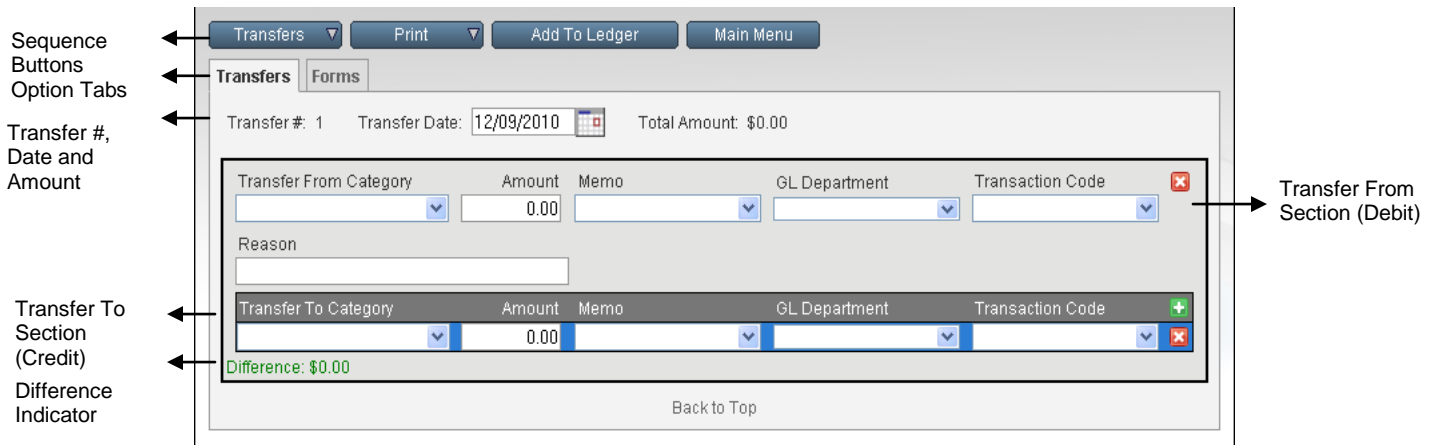 Sequence
Buttons
Option Tabs
Transfer #,
Date and
Amount
Transfer To
Section
(Credit)
Difference
Indicator
Transfers Print Add To Ledger Main Menu
Transfers Forms
Transfer #: 1 Transfer Date: 12/09/2010 Total Amount: $0.00
Transfer From Category Amount Memo GL Department Transaction Code
0.00
Reason
Transfer To Category Amount Memo GL Department Transaction Code
0.00
Difference: $0.00
Back to Top
Transfer From
Section (Debit)